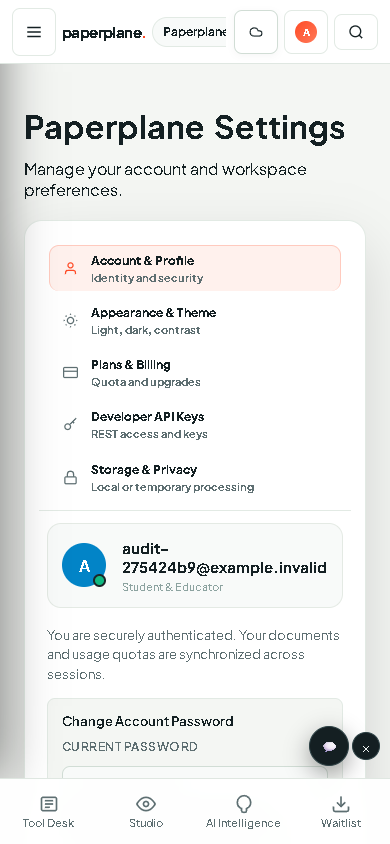 paperplane.
Paperplane
A
Paperplane Settings
Manage your account and workspace
preferences.
Account & Profile
Identity and security
Appearance & Theme
Light, dark, contrast
Plans & Billing
Quota and upgrades
Developer API Keys
REST access and keys
Storage & Privacy
Local or temporary processing
A
audit-
275424b9@example.invalid
Student & Educator
You are securely authenticated. Your documents
and usage quotas are synchronized across
sessions.
Change Account Password
CURRENT PASSWORD
Tool Desk
Studio
AI Intelligence
Waitlist